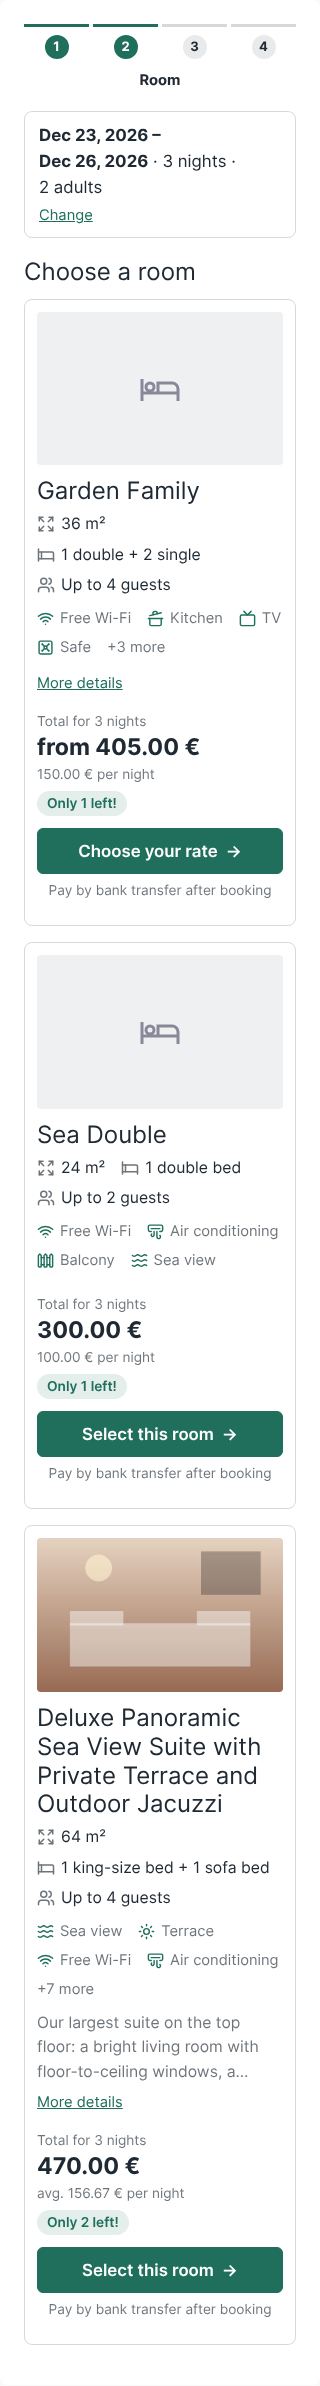 1 2 3 4
Room
Dec 23, 2026 –
Dec 26, 2026 · 3 nights ·
2 adults
Change
Choose a room
Garden Family
36 m²
1 double + 2 single
Up to 4 guests
Free Wi-Fi Kitchen TV
Safe +3 more
More details
Total for 3 nights
from 405.00 €
150.00 € per night
Only 1 left!
Choose your rate →
Pay by bank transfer after booking
Sea Double
24 m² 1 double bed
Up to 2 guests
Free Wi-Fi Air conditioning
Balcony Sea view
Total for 3 nights
300.00 €
100.00 € per night
Only 1 left!
Select this room →
Pay by bank transfer after booking
Deluxe Panoramic
Sea View Suite with
Private Terrace and
Outdoor Jacuzzi
64 m²
1 king-size bed + 1 sofa bed
Up to 4 guests
Sea view Terrace
Free Wi-Fi Air conditioning
+7 more
Our largest suite on the top
floor: a bright living room with
floor-to-ceiling windows, a…
More details
Total for 3 nights
470.00 €
avg. 156.67 € per night
Only 2 left!
Select this room →
Pay by bank transfer after booking